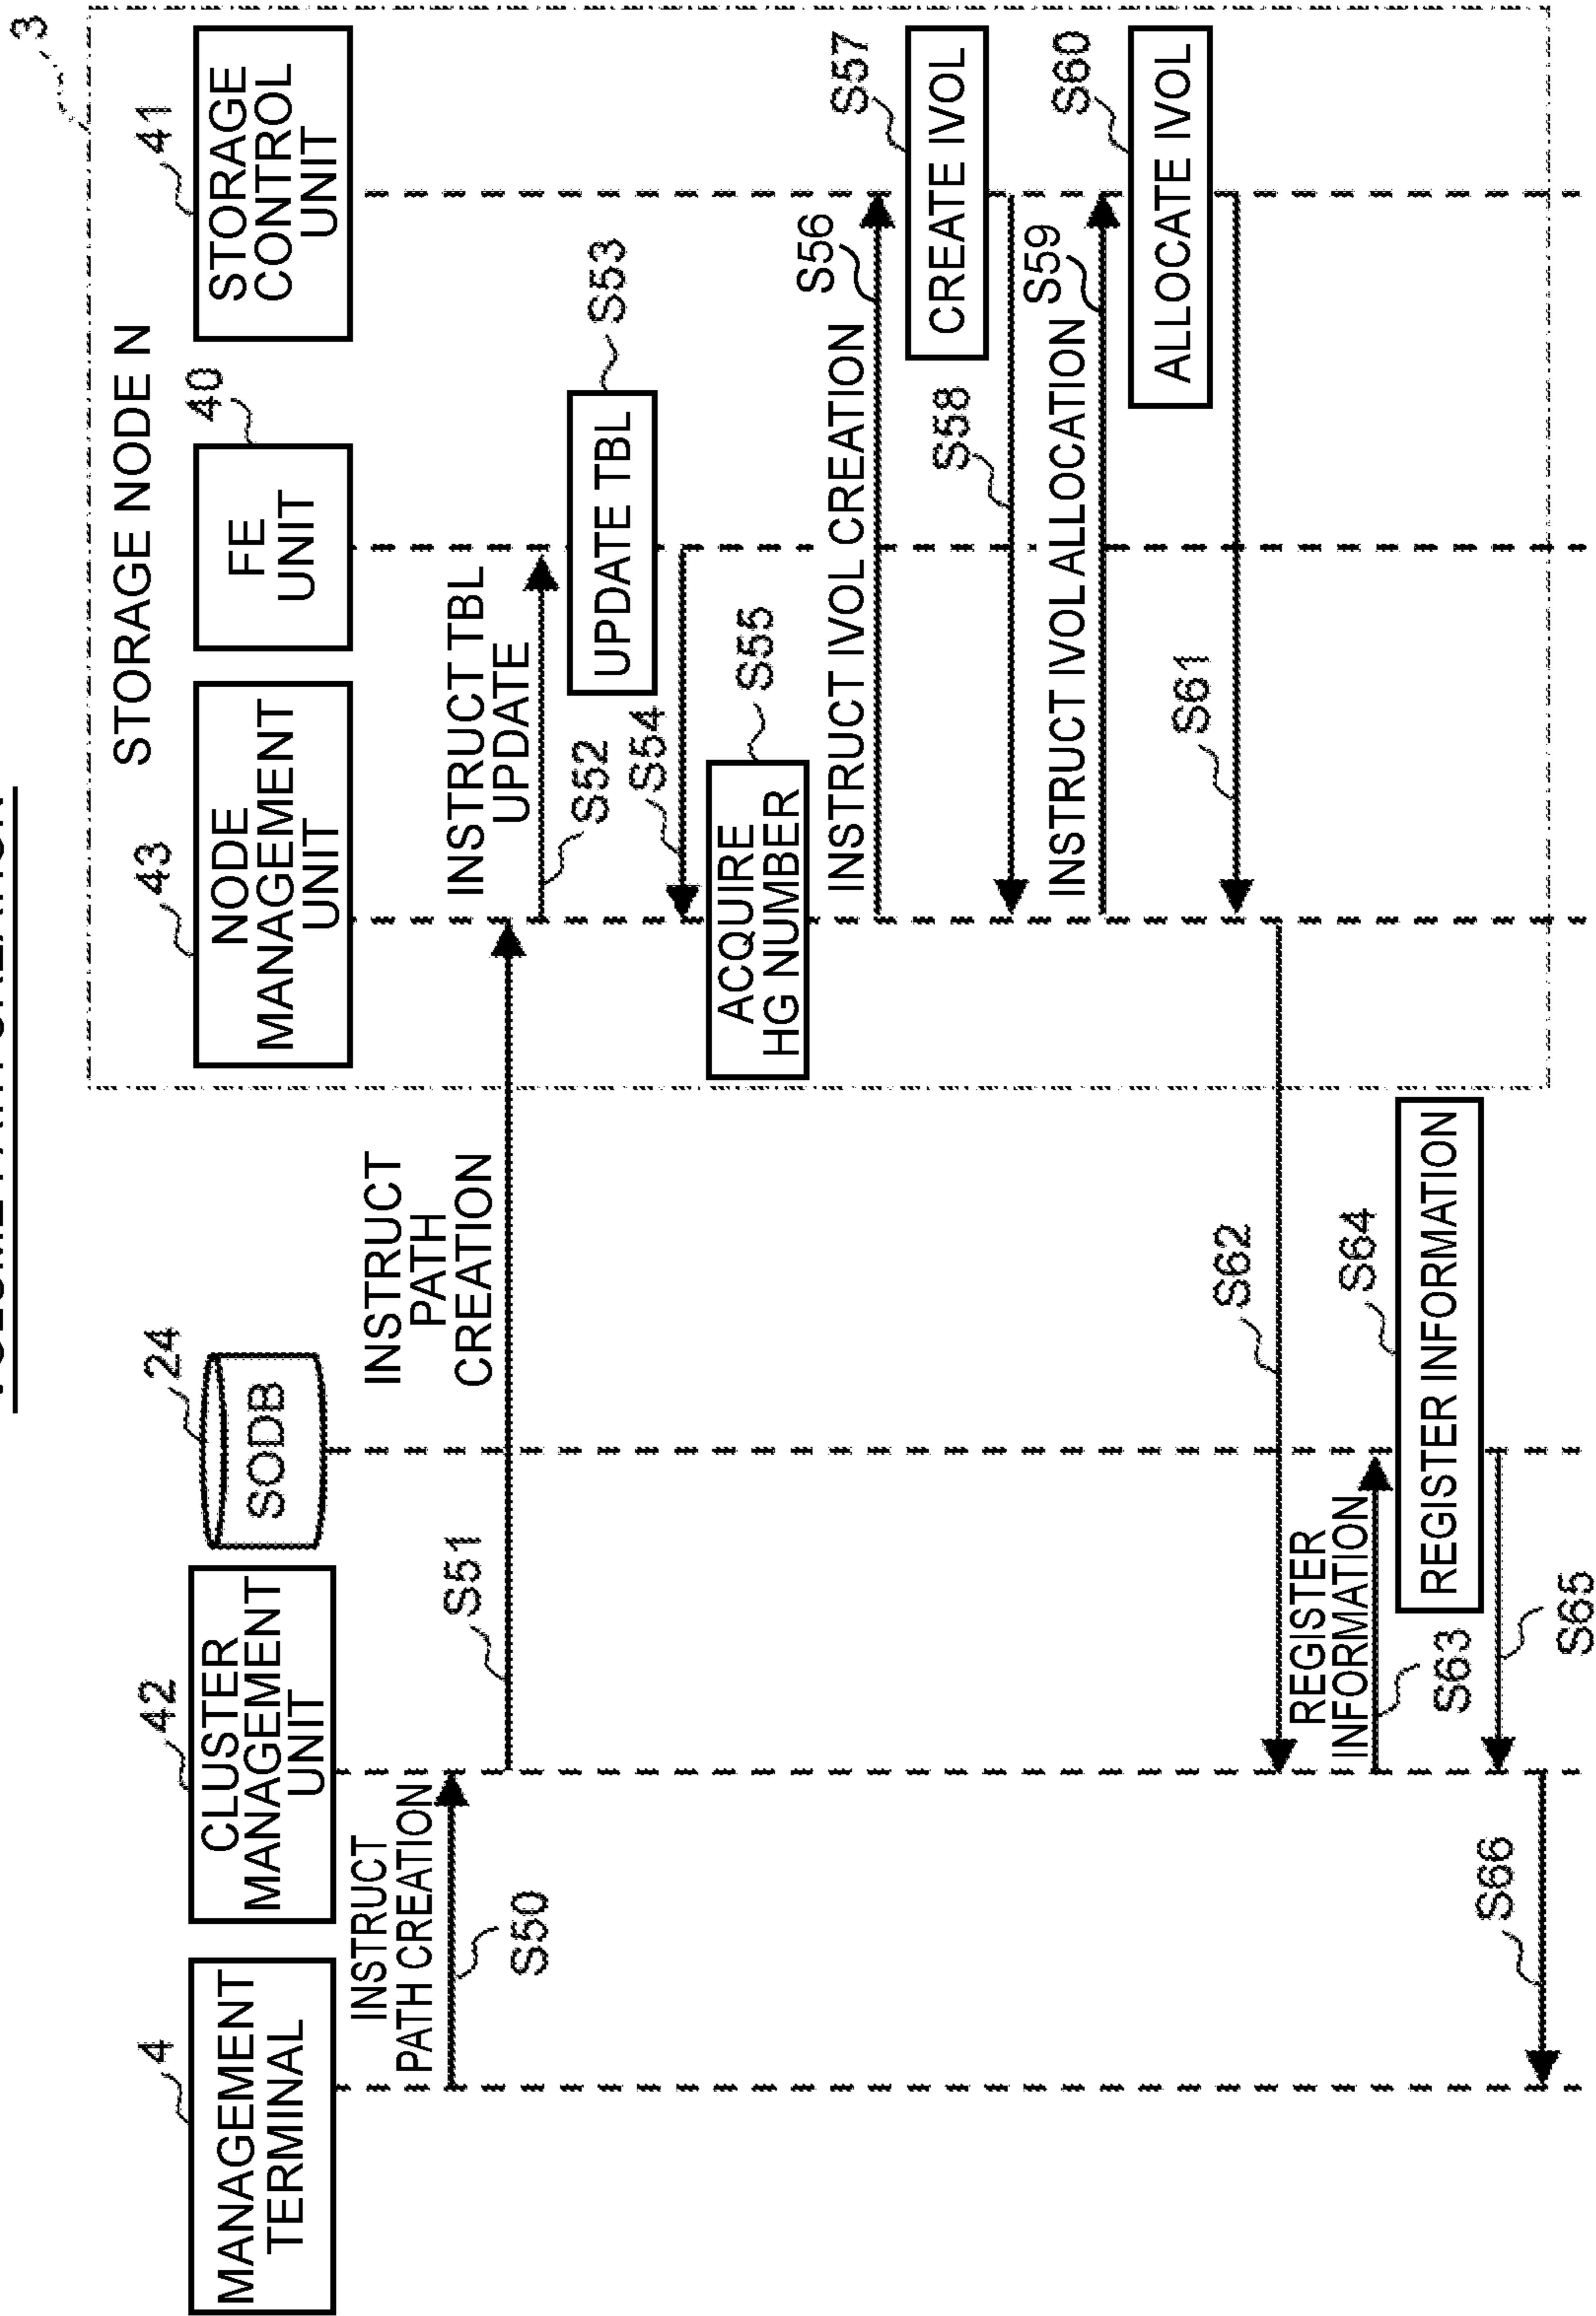 3
STORAGE NODE N
4
MANAGEMENT
TERMINAL
42
CLUSTER
MANAGEMENT
UNIT
24
SODB
43
NODE
MANAGEMENT
UNIT
40
FE
UNIT
41
STORAGE
CONTROL
UNIT
INSTRUCT
PATH CREATION
S50
INSTRUCT
PATH
CREATION
S51
INSTRUCT TBL
UPDATE
S52
UPDATE TBL
S53
S54
ACQUIRE
HG NUMBER
S55
INSTRUCT IVOL CREATION
S56
CREATE IVOL
S57
S58
INSTRUCT IVOL ALLOCATION
S59
ALLOCATE IVOL
S60
S61
S62
REGISTER
INFORMATION
S63
REGISTER INFORMATION
S64
S65
S66